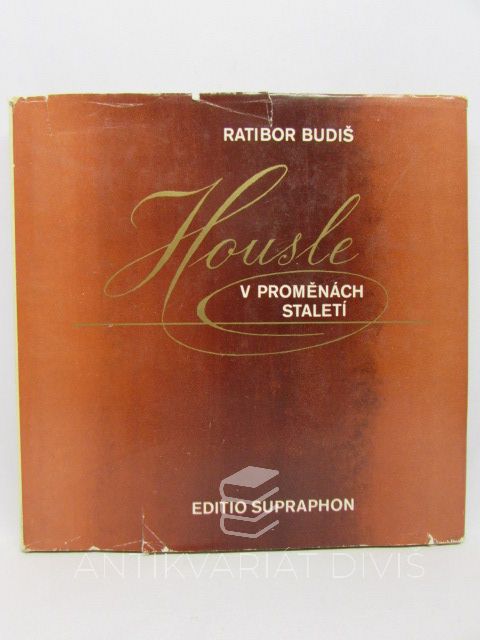 RATIBOR BUDIŠ
Housle
V PROMĚNÁCH
STALETÍ
EDITIO SUPRAPHON
ANTIKVARIÁT DIVIŠ